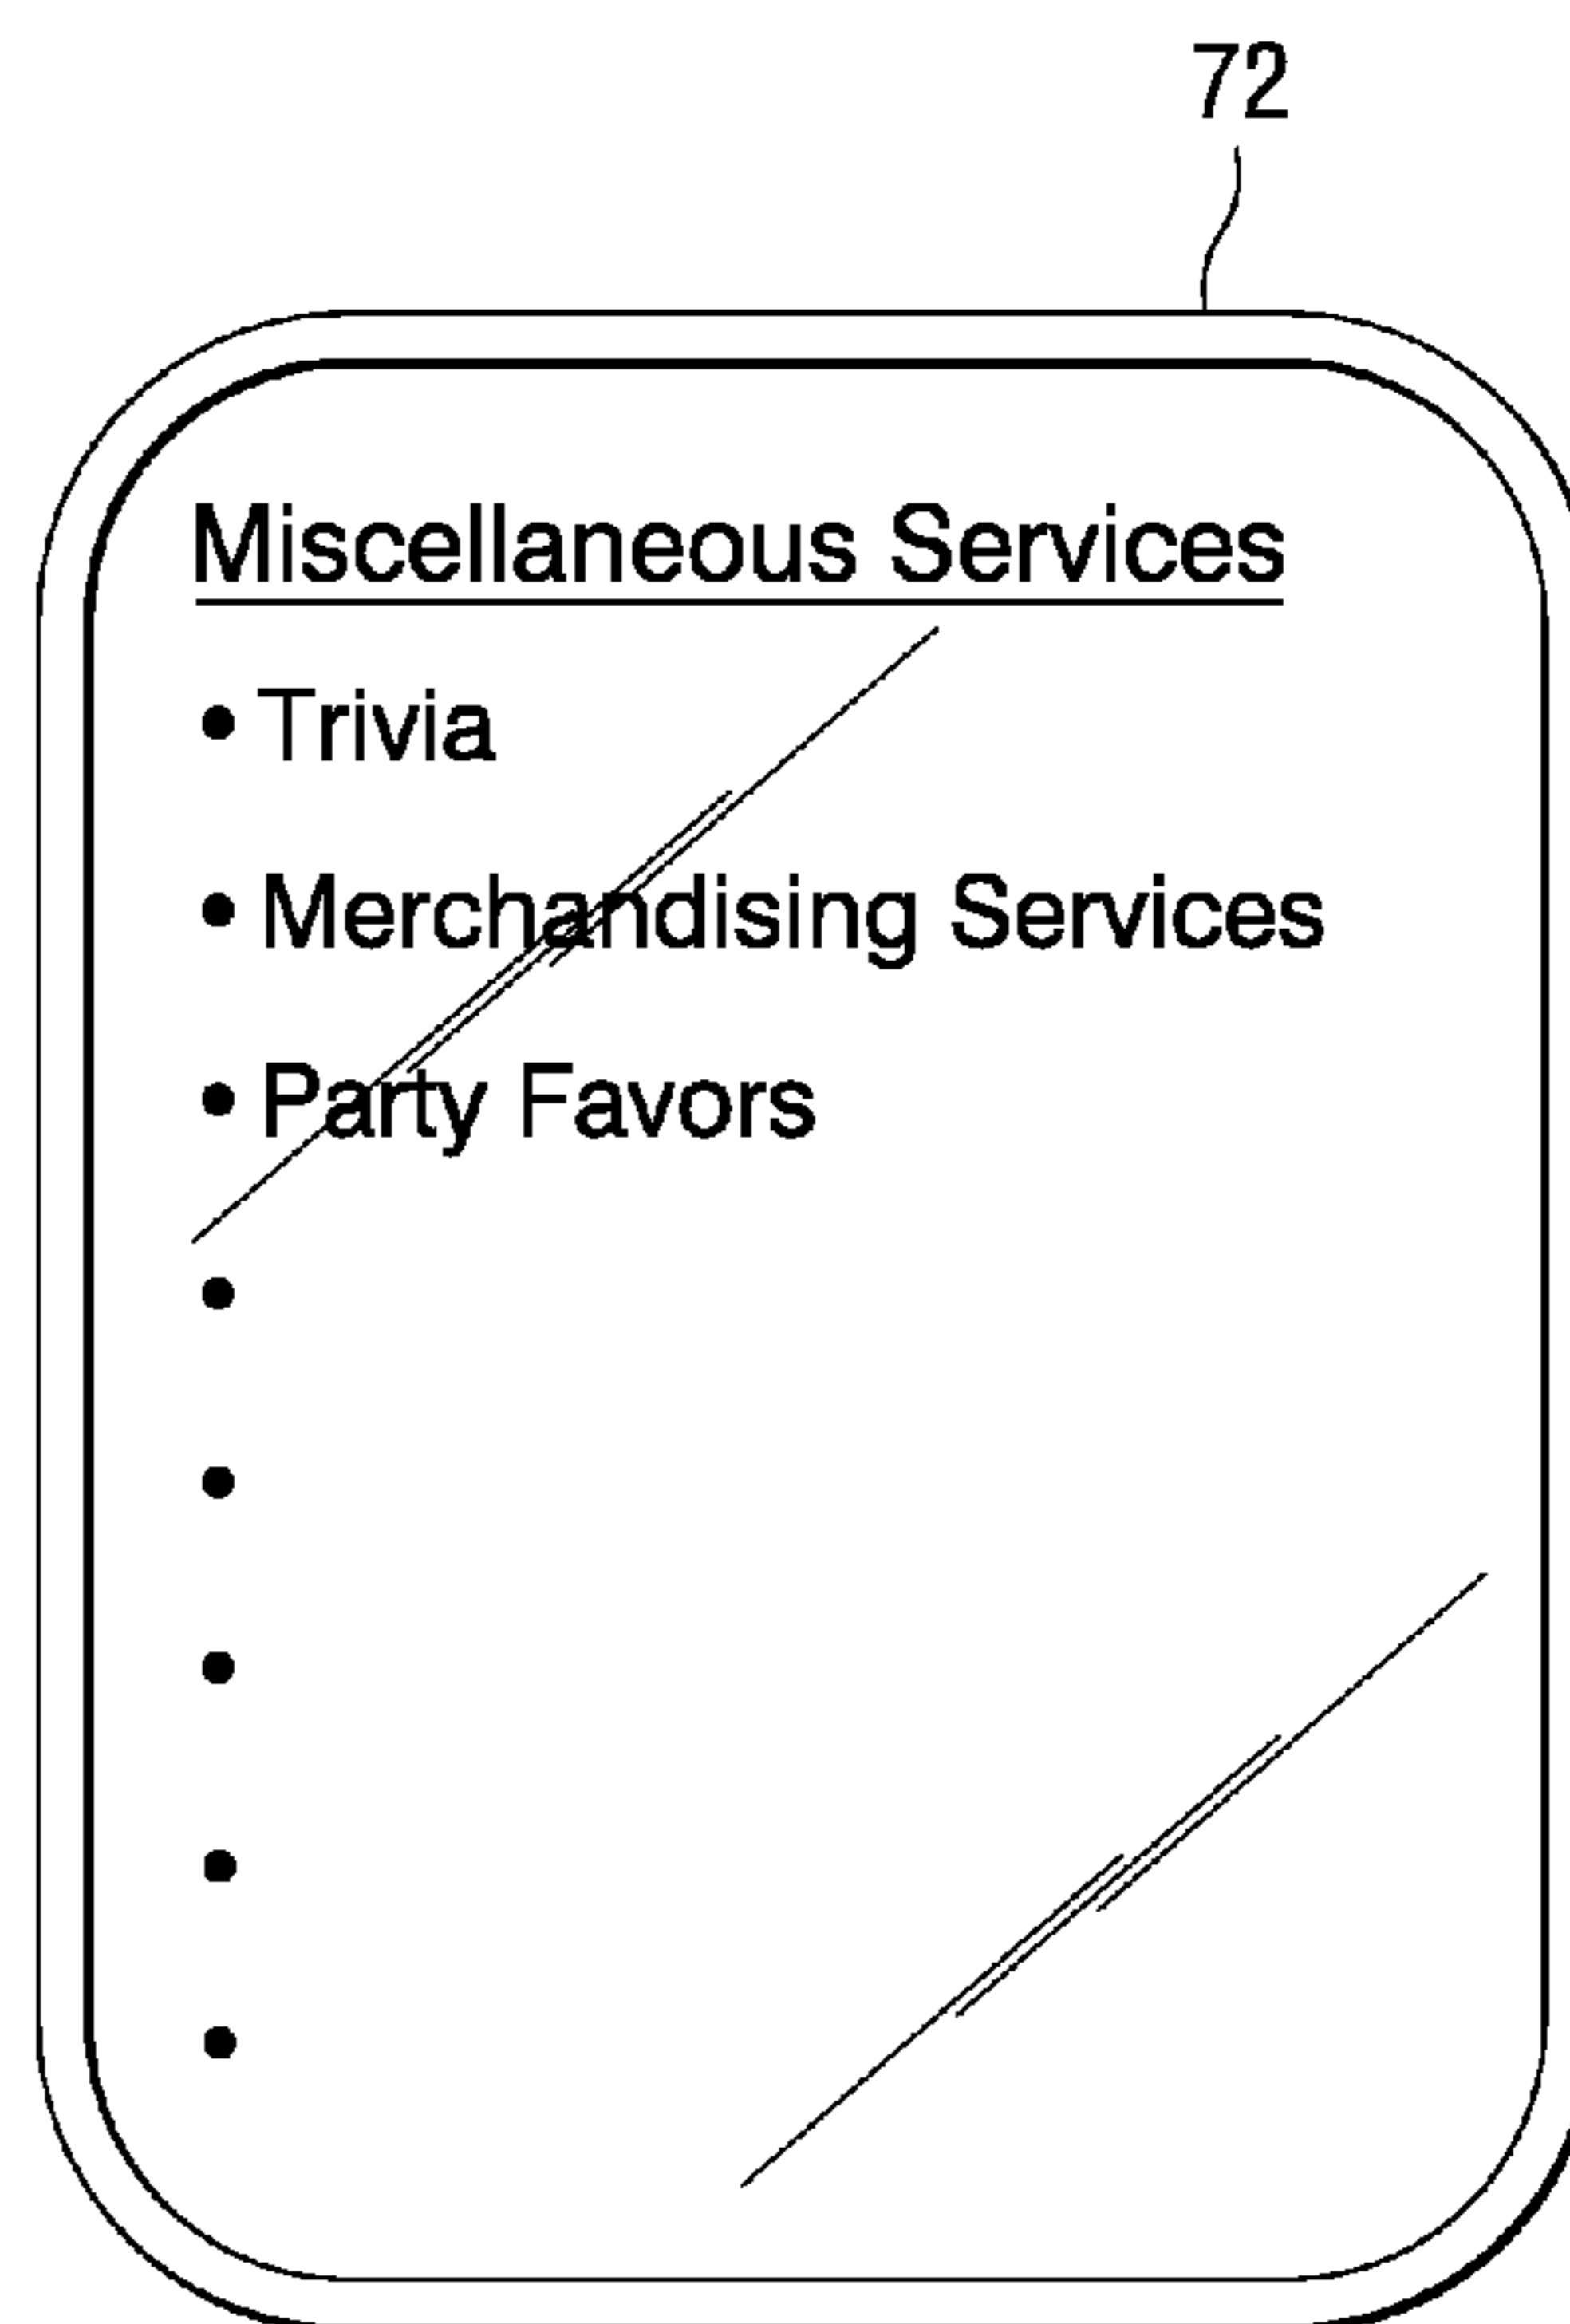 72
Miscellaneous Services
• Trivia
• Merchandising Services
• Party Favors
•
•
•
•
•